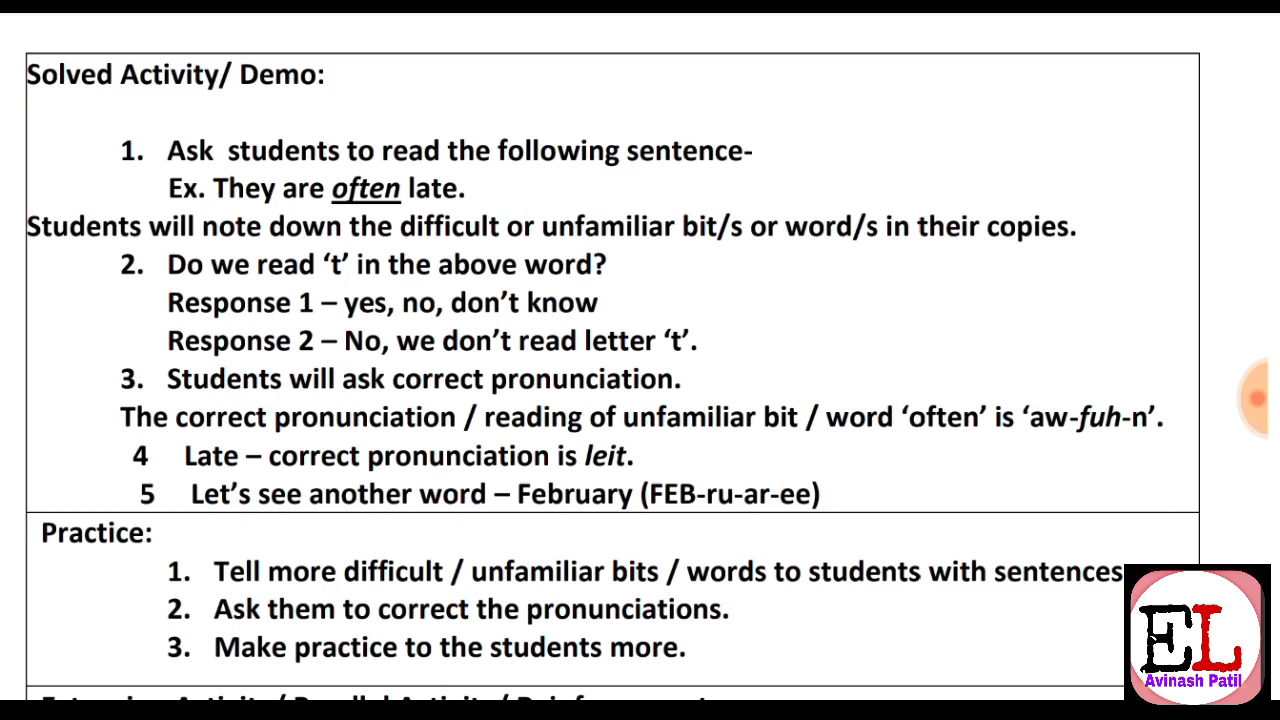 Solved Activity/ Demo:
1. Ask students to read the following sentence-
Ex. They are often late.
Students will note down the difficult or unfamiliar bit/s or word/s in their copies.
2. Do we read ‘t’ in the above word?
Response 1 – yes, no, don’t know
Response 2 – No, we don’t read letter ‘t’.
3. Students will ask correct pronunciation.
The correct pronunciation / reading of unfamiliar bit / word ‘often’ is ‘aw-fuh-n’.
4 Late – correct pronunciation is leit.
5 Let’s see another word – February (FEB-ru-ar-ee)
Practice:
1. Tell more difficult / unfamiliar bits / words to students with sentences
2. Ask them to correct the pronunciations.
3. Make practice to the students more.
EL
Avinash Patil